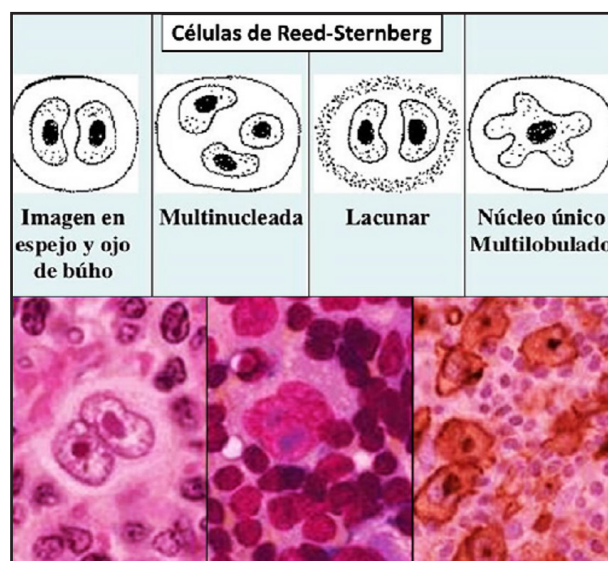 Células de Reed-Sternberg
Imagen en
espejo y ojo
de búho
Multinucleada
Lacunar
Núcleo único
Multilobulado